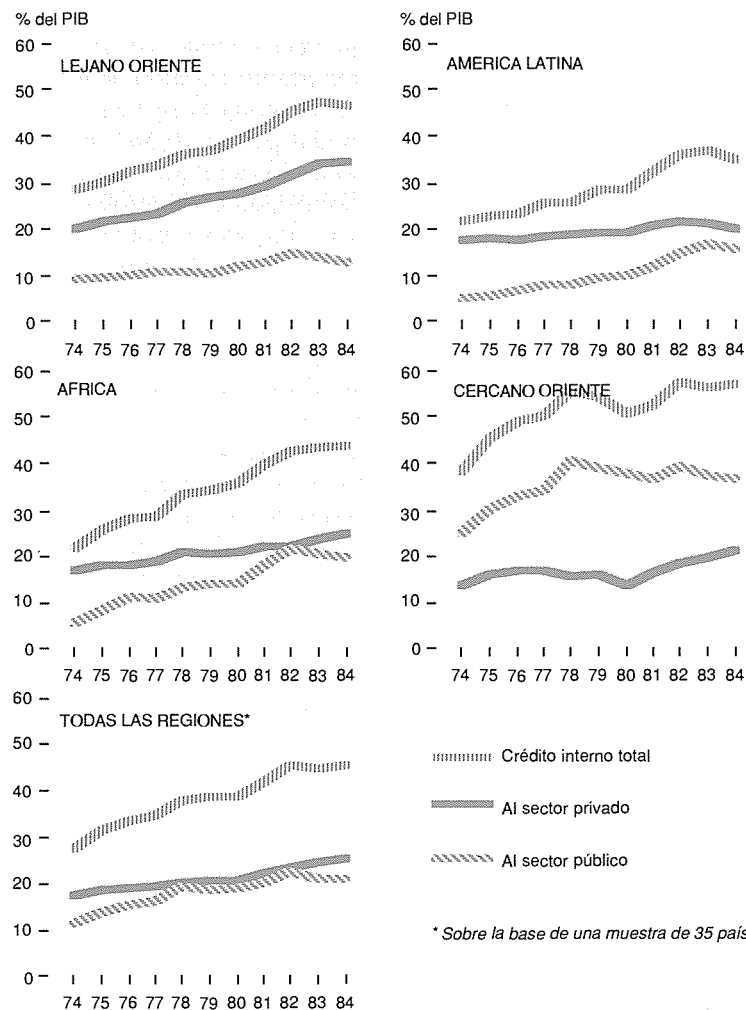 % del PIB
60
LEJANO ORIENTE
50
40
30
20
10
0
74 75 76 77 78 79 80 81 82 83 84
% del PIB
60
AMERICA LATINA
50
40
30
20
10
0
74 75 76 77 78 79 80 81 82 83 84
60
AFRICA
50
40
30
20
10
0
74 75 76 77 78 79 80 81 82 83 84
60
CERCANO ORIENTE
50
40
30
20
10
0
74 75 76 77 78 79 80 81 82 83 84
60
TODAS LAS REGIONES*
50
40
30
20
10
0
74 75 76 77 78 79 80 81 82 83 84
Crédito interno total
Al sector privado
Al sector público
* Sobre la base de una muestra de 35 país